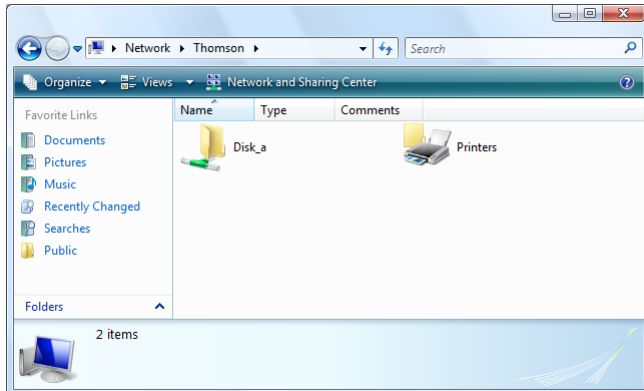 Network Thomson Search
Organize Views Network and Sharing Center
Favorite Links
Name Type Comments
Documents
Pictures
Music
Recently Changed
Searches
Public
Disk_a
Printers
Folders
2 items